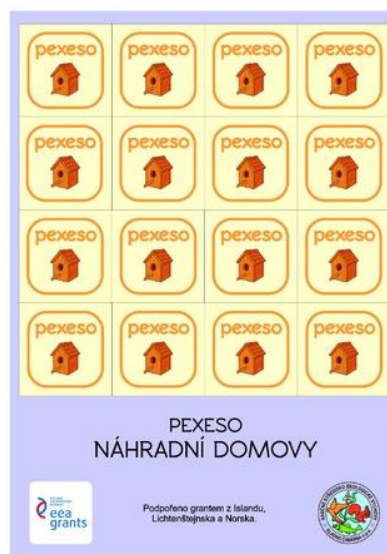 pexeso pexeso pexeso pexeso
pexeso pexeso pexeso pexeso
pexeso pexeso pexeso pexeso
pexeso pexeso pexeso pexeso
PEXESO
NÁHRADNÍ DOMOVY
eea
grants
Podpořeno grantem z Islandu,
Lichtenštejnska a Norska.